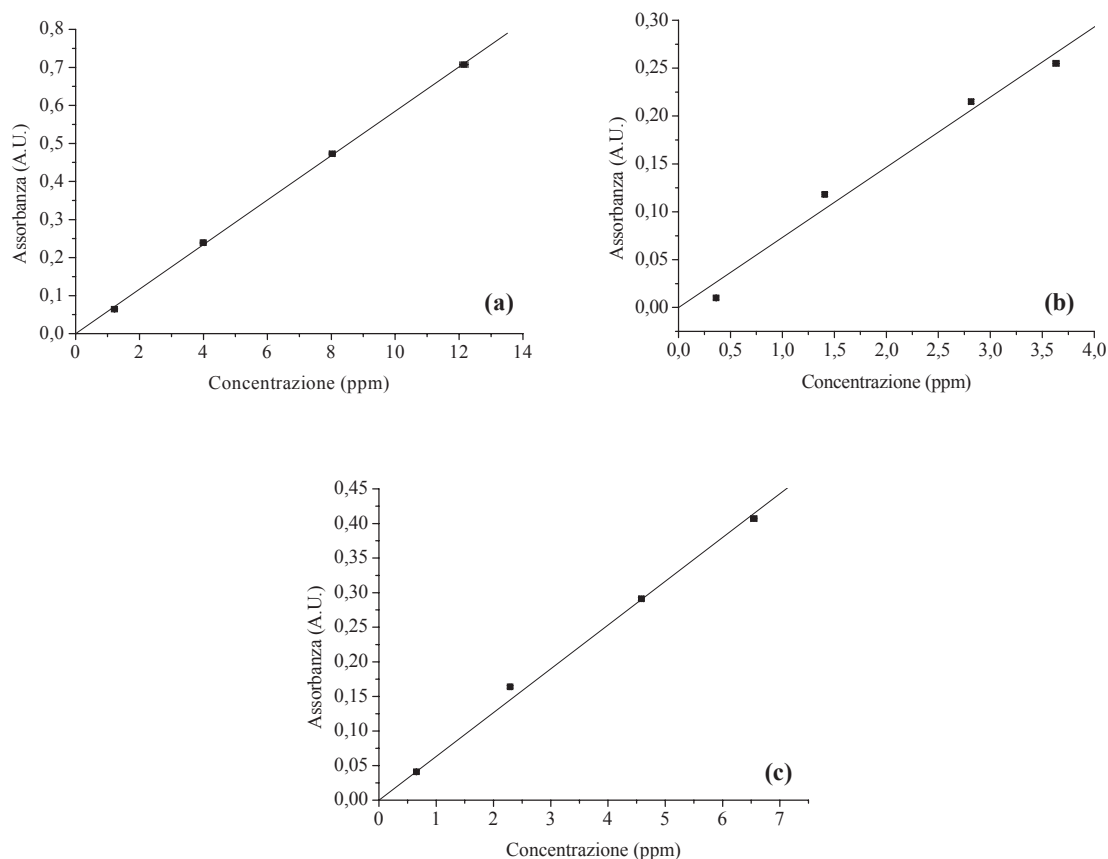 0,8
0,7
0,6
0,5
0,4
0,3
0,2
0,1
0,0
Assorbanza (A.U.)
(a)
0 2 4 6 8 10 12 14
Concentrazione (ppm)
0,30
0,25
0,20
0,15
0,10
0,05
0,00
Assorbanza (A.U.)
(b)
0,0 0,5 1,0 1,5 2,0 2,5 3,0 3,5 4,0
Concentrazione (ppm)
0,45
0,40
0,35
0,30
0,25
0,20
0,15
0,10
0,05
0,00
Assorbanza (A.U.)
(c)
0 1 2 3 4 5 6 7
Concentrazione (ppm)